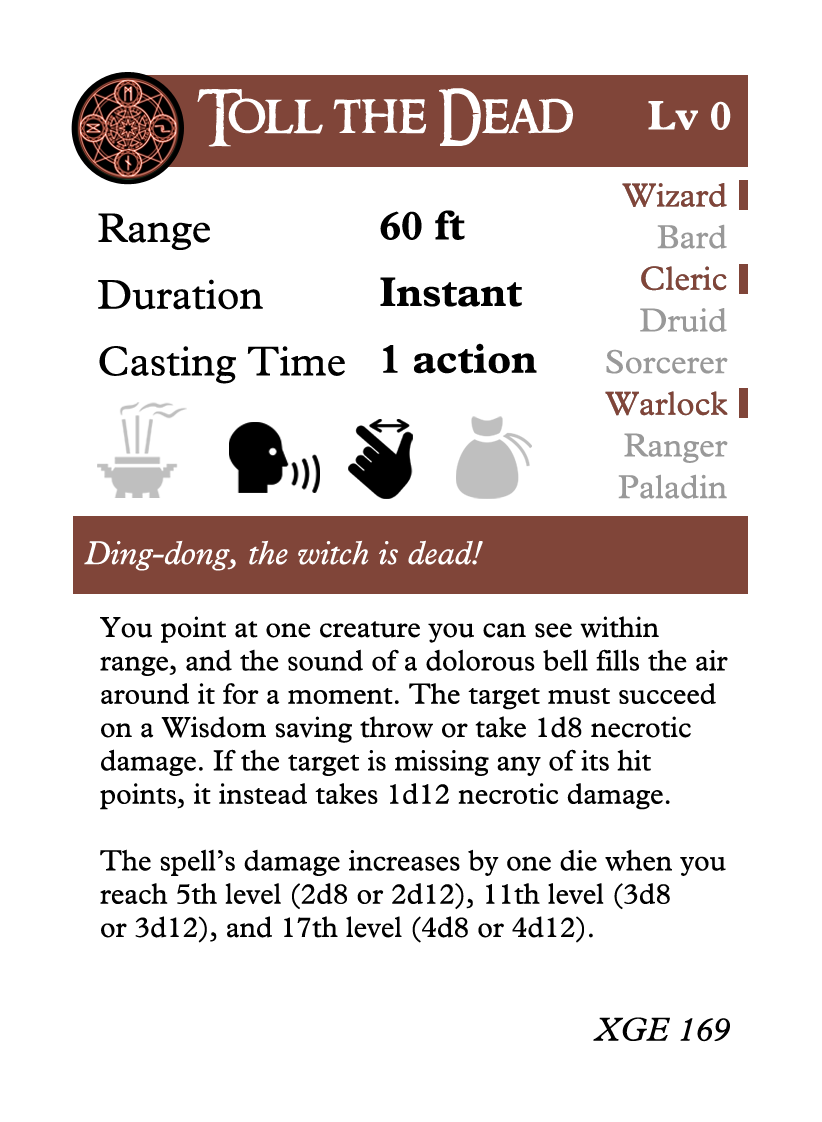 Toll the Dead
Lv 0
Range 60 ft
Duration Instant
Casting Time 1 action
Wizard
Bard
Cleric
Druid
Sorcerer
Warlock
Ranger
Paladin
Ding-dong, the witch is dead!
You point at one creature you can see within
range, and the sound of a dolorous bell fills the air
around it for a moment. The target must succeed
on a Wisdom saving throw or take 1d8 necrotic
damage. If the target is missing any of its hit
points, it instead takes 1d12 necrotic damage.
The spell’s damage increases by one die when you
reach 5th level (2d8 or 2d12), 11th level (3d8
or 3d12), and 17th level (4d8 or 4d12).
XGE 169